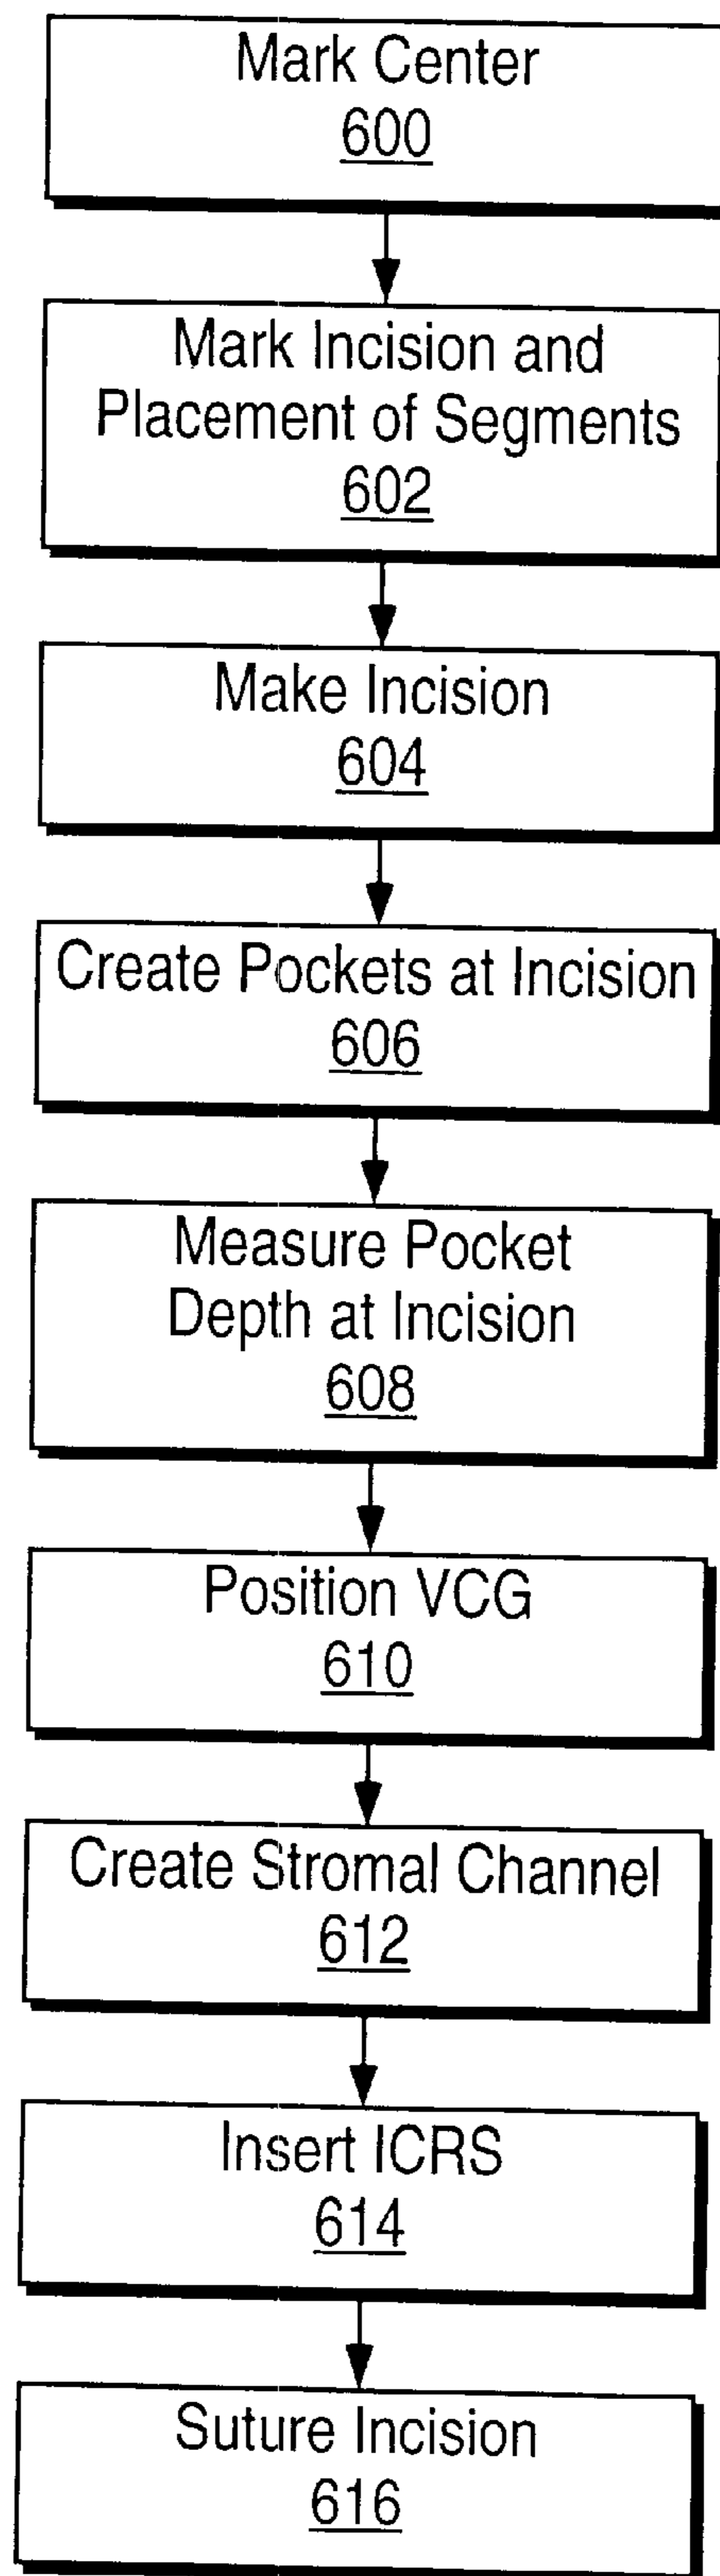 Mark Center
600
Mark Incision and
Placement of Segments
602
Make Incision
604
Create Pockets at Incision
606
Measure Pocket
Depth at Incision
608
Position VCG
610
Create Stromal Channel
612
Insert ICRS
614
Suture Incision
616